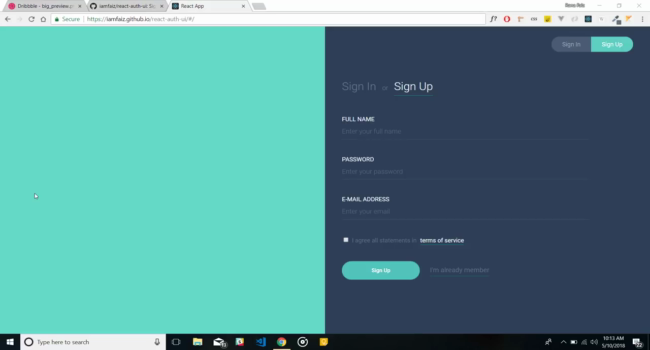 Dribbble - big_preview.p
iamfaiz/react-auth-ui: Ex
React App
Secure https://iamfaiz.github.io/react-auth-ui/#/
Sign In Sign Up
Sign In or Sign Up
FULL NAME
Enter your full name
PASSWORD
Enter your password
E-MAIL ADDRESS
Enter your email
I agree all statements in terms of service
Sign Up I'm already member
Type here to search
10:13 AM
5/10/2018